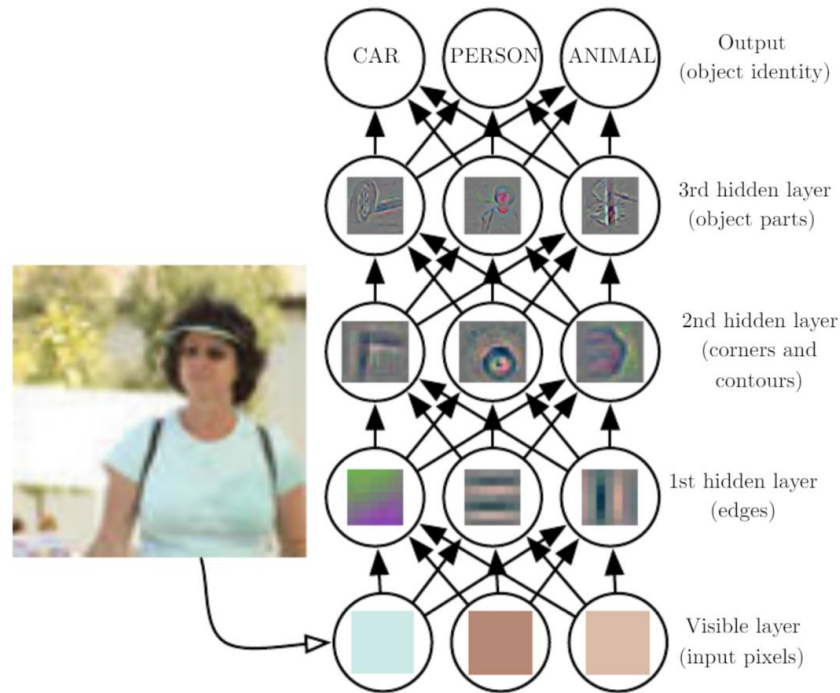 CAR
PERSON
ANIMAL
Output
(object identity)
3rd hidden layer
(object parts)
2nd hidden layer
(corners and
contours)
1st hidden layer
(edges)
Visible layer
(input pixels)